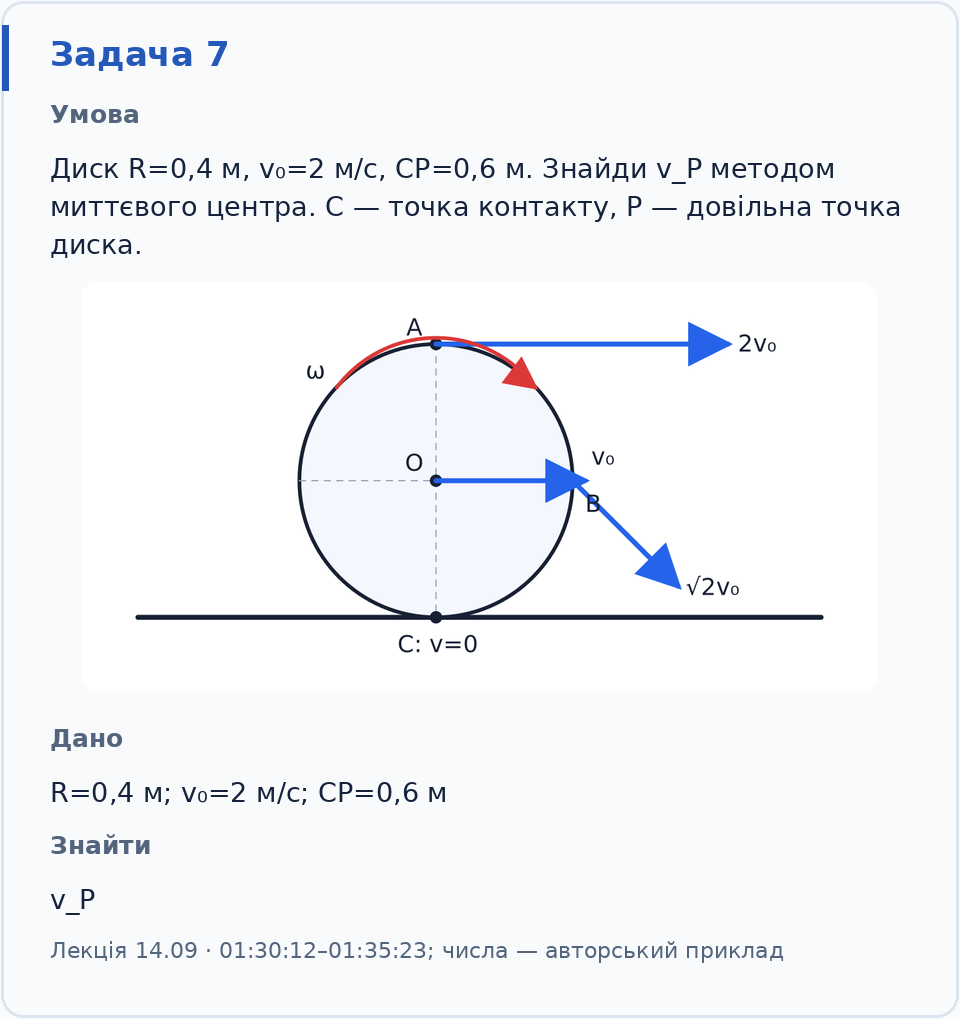 Задача 7
Умова
Диск R=0,4 м, v₀=2 м/с, CP=0,6 м. Знайди v_P методом
миттєвого центра. C — точка контакту, P — довільна точка
диска.
A
2v₀
ω
O
v₀
B
√2v₀
C: v=0
Дано
R=0,4 м; v₀=2 м/с; CP=0,6 м
Знайти
v_P
Лекція 14.09 · 01:30:12–01:35:23; числа — авторський приклад